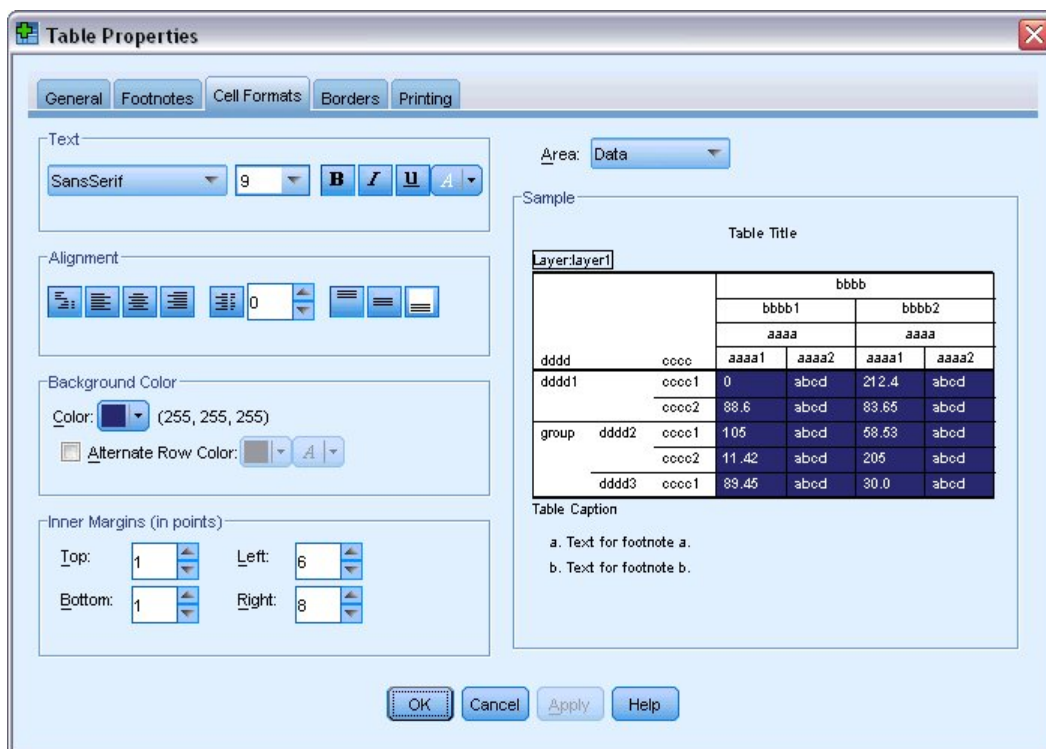 Table Properties
General Footnotes Cell Formats Borders Printing
Text
SansSerif 9 B I U A
Alignment
0
Background Color
Color: (255, 255, 255)
Alternate Row Color: A
Inner Margins (in points)
Top: 1 Left: 6
Bottom: 1 Right: 8
Area: Data
Sample
Table Title
Layer:layer1
bbbb
bbbb1 bbbb2
aaaa aaaa
dddd cccc aaaa1 aaaa2 aaaa1 aaaa2
dddd1 cccc1 0 abcd 212.4 abcd
cccc2 88.6 abcd 83.65 abcd
group dddd2 cccc1 105 abcd 58.53 abcd
cccc2 11.42 abcd 205 abcd
dddd3 cccc1 89.45 abcd 30.0 abcd
Table Caption
a. Text for footnote a.
b. Text for footnote b.
OK Cancel Apply Help